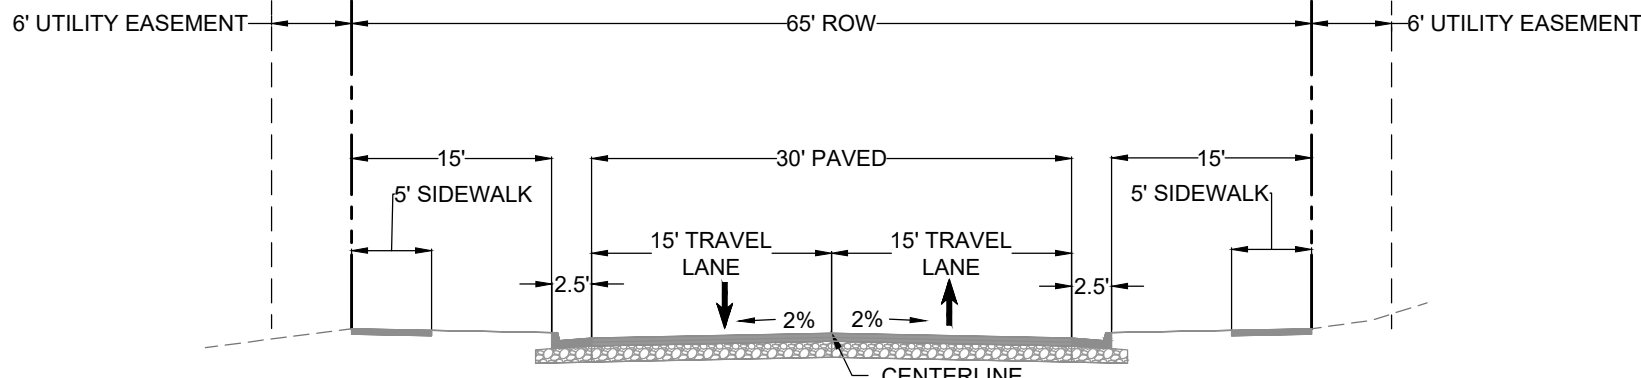 6' UTILITY EASEMENT
65' ROW
6' UTILITY EASEMENT
15'
30' PAVED
15'
5' SIDEWALK
5' SIDEWALK
15' TRAVEL
LANE
15' TRAVEL
LANE
2.5'
2.5'
2%
2%
CENTERLINE